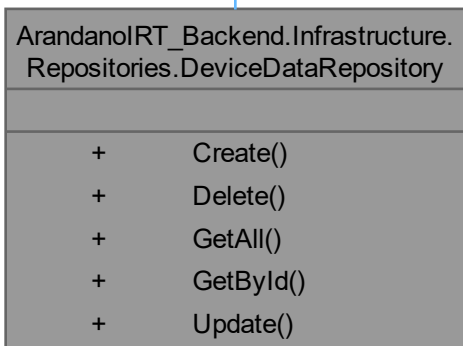 ArandanoIRT_Backend.Infrastructure.
Repositories.DeviceDataRepository
+ Create()
+ Delete()
+ GetAll()
+ GetById()
+ Update()